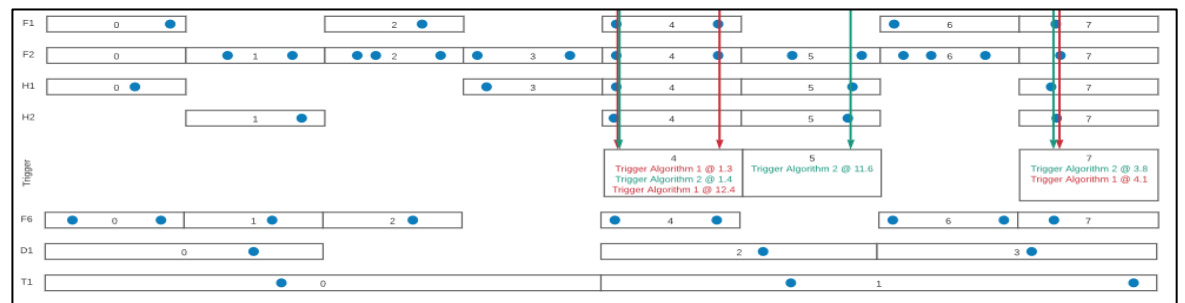 F1 0 2 4 6 7
F2 0 1 2 3 4 5 6 7
H1 0 3 4 5 7
H2 1 4 5 7
Trigger
4
Trigger Algorithm 1 @ 1.3
Trigger Algorithm 2 @ 1.4
Trigger Algorithm 1 @ 12.4
5
Trigger Algorithm 2 @ 11.6
7
Trigger Algorithm 2 @ 3.8
Trigger Algorithm 1 @ 4.1
F6 0 1 2 4 6 7
D1 0 2 3
T1 0 1